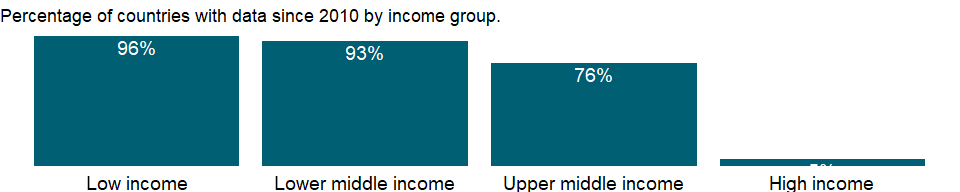 Percentage of countries with data since 2010 by income group.
96%
93%
76%
Low income
Lower middle income
Upper middle income
High income